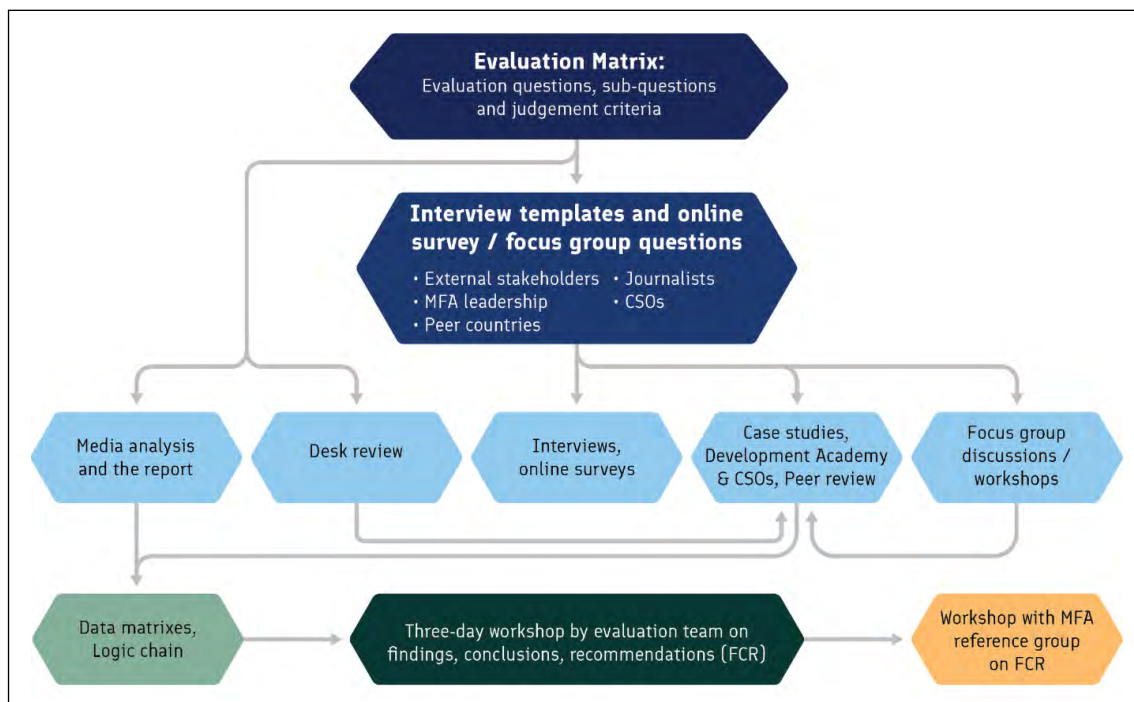 Evaluation Matrix:
Evaluation questions, sub-questions
and judgement criteria
Interview templates and online
survey / focus group questions
• External stakeholders
• MFA leadership
• Peer countries
• Journalists
• CSOs
Media analysis
and the report
Desk review
Interviews,
online surveys
Case studies,
Development Academy
& CSOs, Peer review
Focus group
discussions /
workshops
Data matrixes,
Logic chain
Three-day workshop by evaluation team on
findings, conclusions, recommendations (FCR)
Workshop with MFA
reference group
on FCR